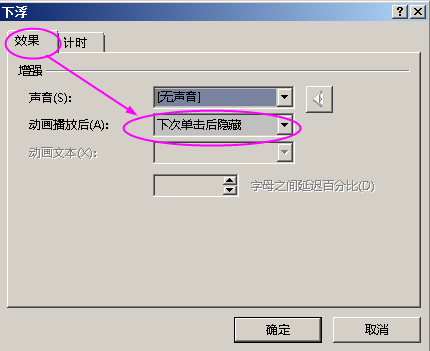 下浮
效果
计时
增强
声音(S):
[无声音]
动画播放后(A):
下次单击后隐藏
动画文本(X):
字母之间延迟百分比(D)
确定
取消